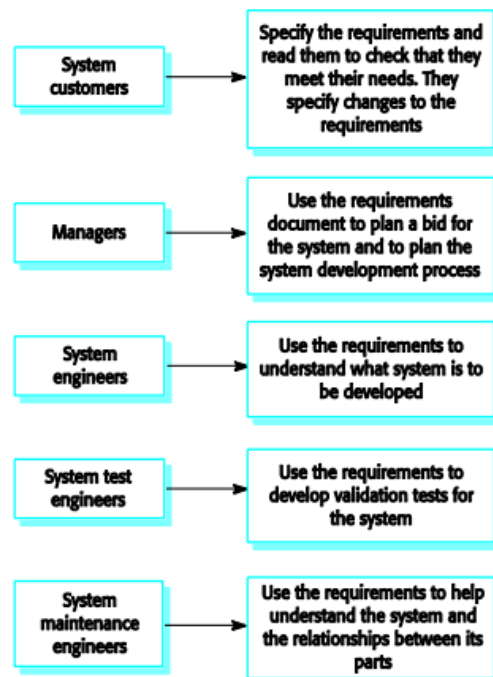 System
customers
Specify the requirements and
read them to check that they
meet their needs. They
specify changes to the
requirements
Managers
Use the requirements
document to plan a bid for
the system and to plan the
system development process
System
engineers
Use the requirements to
understand what system is to
be developed
System test
engineers
Use the requirements to
develop validation tests for
the system
System
maintenance
engineers
Use the requirements to help
understand the system and
the relationships between its
parts